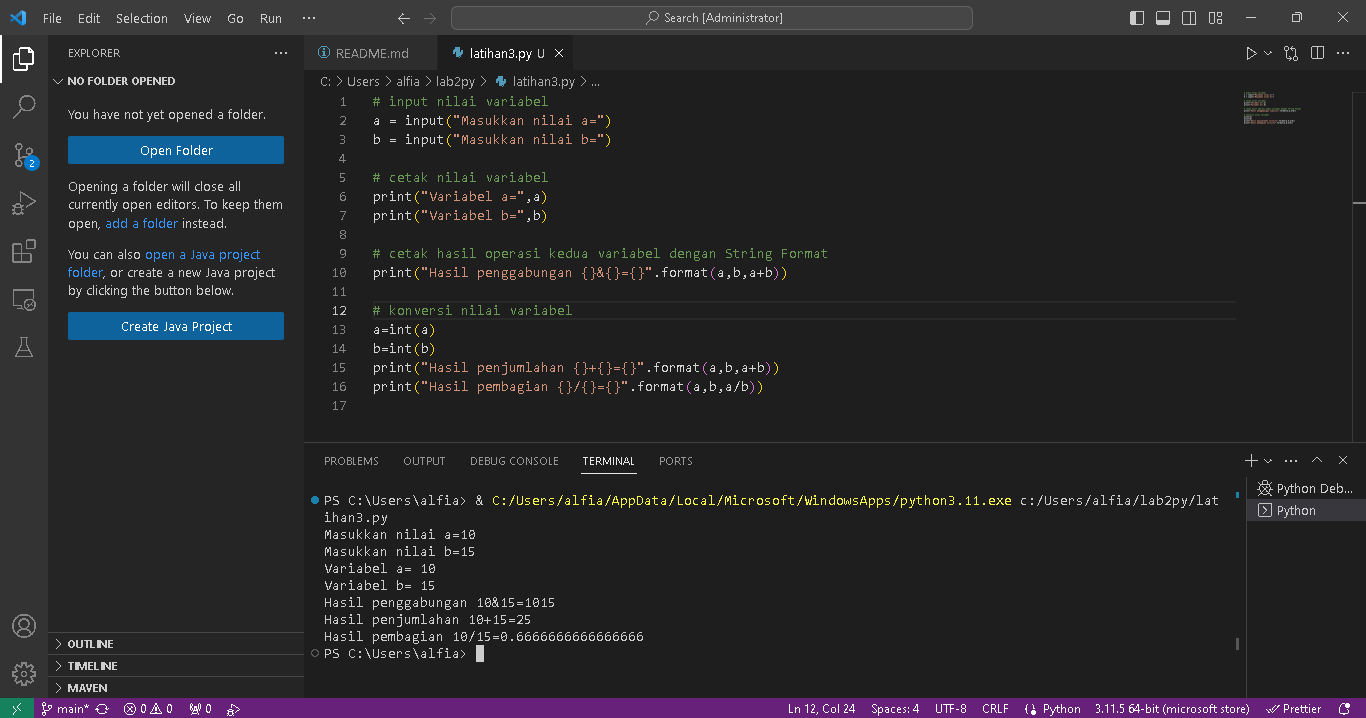 File Edit Selection View Go Run ··· Search [Administrator]
EXPLORER ···
NO FOLDER OPENED
You have not yet opened a folder.
Open Folder
Opening a folder will close all
currently open editors. To keep them
open, add a folder instead.
You can also open a Java project
folder, or create a new Java project
by clicking the button below.
Create Java Project
OUTLINE
TIMELINE
MAVEN
2
README.md latihan3.py U
C: > Users > alfia > lab2py > latihan3.py > ...
1 # input nilai variabel
2 a = input("Masukkan nilai a=")
3 b = input("Masukkan nilai b=")
4
5 # cetak nilai variabel
6 print("Variabel a=",a)
7 print("Variabel b=",b)
8
9 # cetak hasil operasi kedua variabel dengan String Format
10 print("Hasil penggabungan {}&{}={}".format(a,b,a+b))
11
12 # konversi nilai variabel
13 a=int(a)
14 b=int(b)
15 print("Hasil penjumlahan {}+{}={}".format(a,b,a+b))
16 print("Hasil pembagian {}/{}={}".format(a,b,a/b))
17
PROBLEMS OUTPUT DEBUG CONSOLE TERMINAL PORTS
PS C:\Users\alfia> & C:/Users/alfia/AppData/Local/Microsoft/WindowsApps/python3.11.exe c:/Users/alfia/lab2py/lat
ihan3.py
Masukkan nilai a=10
Masukkan nilai b=15
Variabel a= 10
Variabel b= 15
Hasil penggabungan 10&15=1015
Hasil penjumlahan 10+15=25
Hasil pembagian 10/15=0.6666666666666666
PS C:\Users\alfia>
Python Deb...
Python
main* 0 0 0 Ln 12, Col 24 Spaces: 4 UTF-8 CRLF Python 3.11.5 64-bit (microsoft store) Prettier